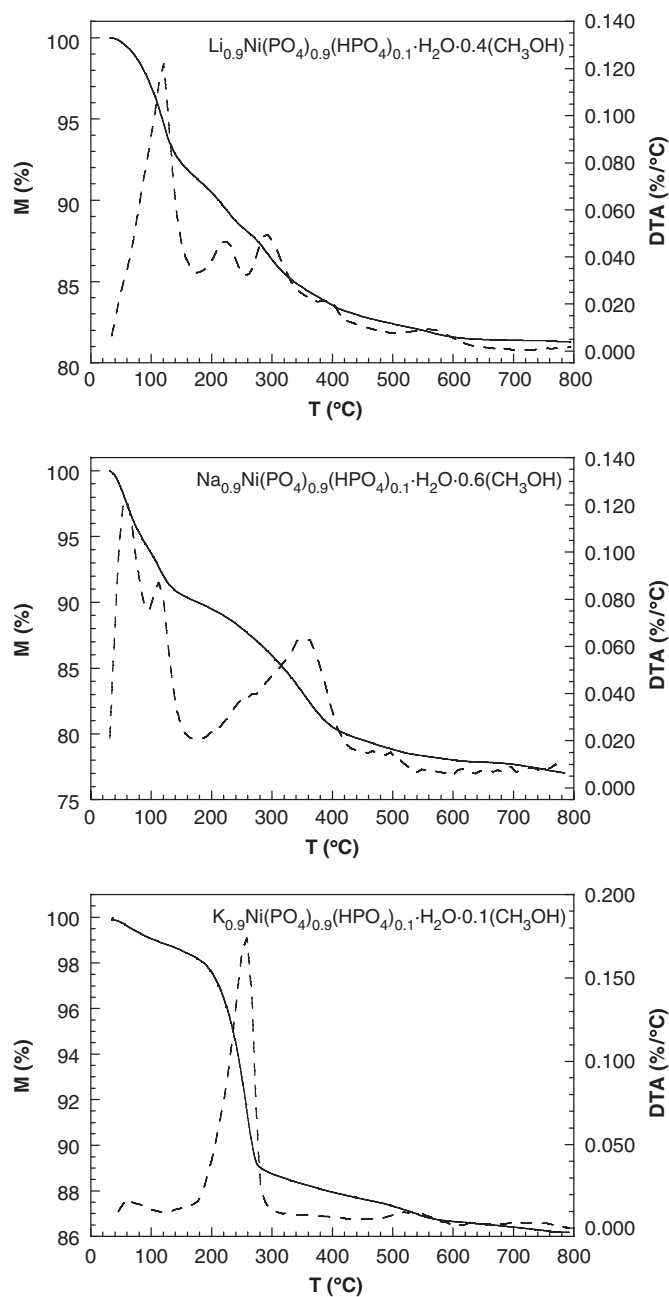 Li0.9Ni(PO4)0.9(HPO4)0.1·H2O·0.4(CH3OH)
M (%)
100
95
90
85
80
0.140
0.120
0.100
0.080
0.060
0.040
0.020
0.000
DTA (%/°C)
0 100 200 300 400 500 600 700 800
T (°C)
Na0.9Ni(PO4)0.9(HPO4)0.1·H2O·0.6(CH3OH)
M (%)
100
95
90
85
80
75
0.140
0.120
0.100
0.080
0.060
0.040
0.020
0.000
DTA (%/°C)
0 100 200 300 400 500 600 700 800
T (°C)
K0.9Ni(PO4)0.9(HPO4)0.1·H2O·0.1(CH3OH)
M (%)
100
98
96
94
92
90
88
86
0.200
0.150
0.100
0.050
0.000
DTA (%/°C)
0 100 200 300 400 500 600 700 800
T (°C)